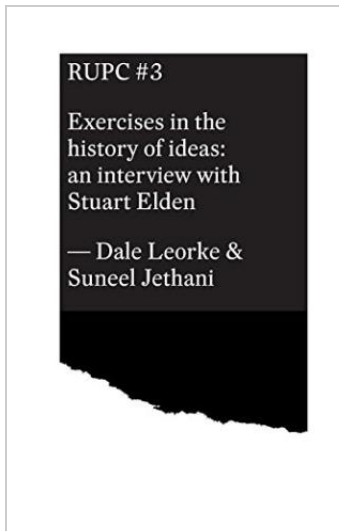 RUPC #3
Exercises in the
history of ideas:
an interview with
Stuart Elden
— Dale Leorke &
Suneel Jethani